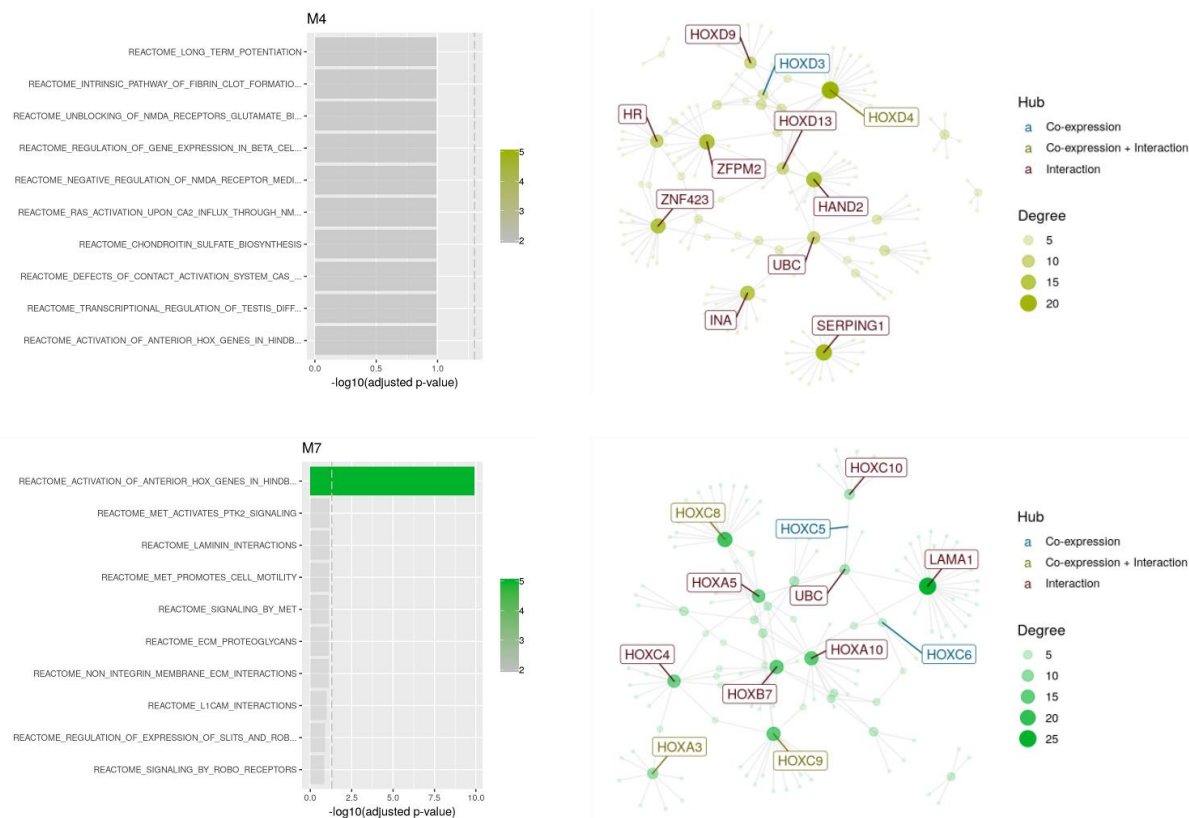 M4
REACTOME_LONG_TERM_POTENTIATION
REACTOME_INTRINSIC_PATHWAY_OF_FIBRIN_CLOT_FORMATIO...
REACTOME_UNBLOCKING_OF_NMDA_RECEPTORS_GLUTAMATE_BI...
REACTOME_REGULATION_OF_GENE_EXPRESSION_IN_BETA_CEL...
REACTOME_NEGATIVE_REGULATION_OF_NMDA_RECEPTOR_MEDI...
REACTOME_RAS_ACTIVATION_UPON_CA2_INFLUX_THROUGH_NM...
REACTOME_CHONDROITIN_SULFATE_BIOSYNTHESIS
REACTOME_DEFECTS_OF_CONTACT_ACTIVATION_SYSTEM_CAS_...
REACTOME_TRANSCRIPTIONAL_REGULATION_OF_TESTIS_DIFF...
REACTOME_ACTIVATION_OF_ANTERIOR_HOX_GENES_IN_HINDB...
0.0 0.5 1.0
-log10(adjusted p-value)
5
4
3
2
HOXD9
HOXD3
HOXD4
HR
HOXD13
ZFPM2
ZNF423
HAND2
UBC
INA
SERPING1
Hub
a Co-expression
a Co-expression + Interaction
a Interaction
Degree
5
10
15
20
M7
REACTOME_ACTIVATION_OF_ANTERIOR_HOX_GENES_IN_HINDB...
REACTOME_MET_ACTIVATES_PTK2_SIGNALING
REACTOME_LAMININ_INTERACTIONS
REACTOME_MET_PROMOTES_CELL_MOTILITY
REACTOME_SIGNALING_BY_MET
REACTOME_ECM_PROTEOGLYCANS
REACTOME_NON_INTEGRIN_MEMBRANE_ECM_INTERACTIONS
REACTOME_L1CAM_INTERACTIONS
REACTOME_REGULATION_OF_EXPRESSION_OF_SLITS_AND_ROB...
REACTOME_SIGNALING_BY_ROBO_RECEPTORS
0.0 2.5 5.0 7.5 10.0
-log10(adjusted p-value)
5
4
3
2
HOXC10
HOXC8
HOXC5
LAMA1
HOXA5
UBC
HOXC4
HOXA10
HOXC6
HOXB7
HOXA3
HOXC9
Hub
a Co-expression
a Co-expression + Interaction
a Interaction
Degree
5
10
15
20
25